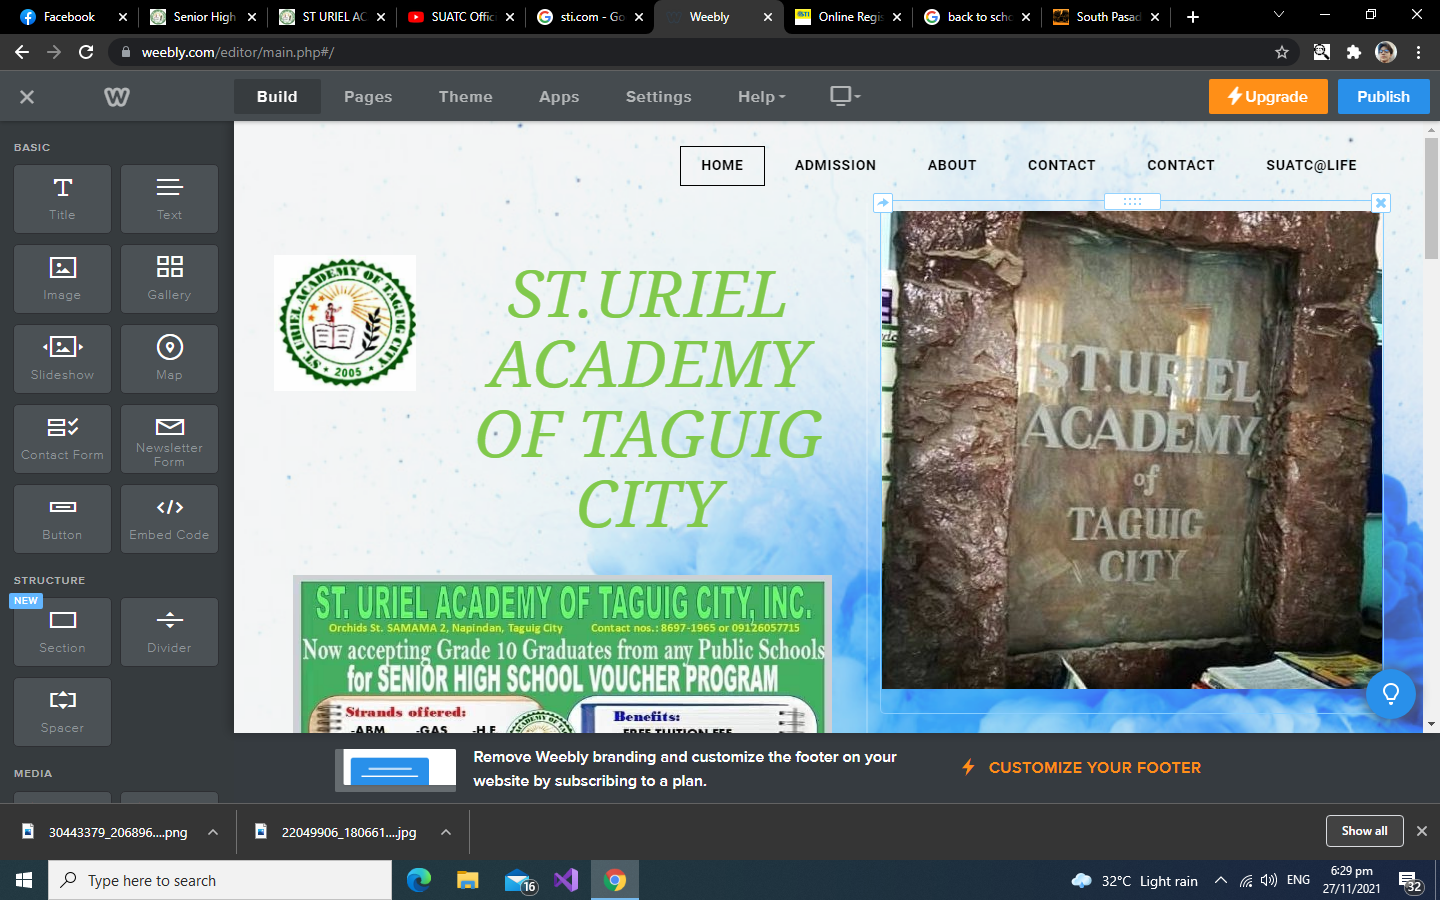 Facebook
Senior High
ST URIEL AC
SUATC Offic
sti.com - Go
Weebly
Online Regis
back to scho
South Pasad
weebly.com/editor/main.php#/
Build
Pages
Theme
Apps
Settings
Help
Upgrade
Publish
BASIC
Title
Text
Image
Gallery
Slideshow
Map
Contact Form
Newsletter
Form
Button
Embed Code
STRUCTURE
NEW
Section
Divider
Spacer
MEDIA
HOME
ADMISSION
ABOUT
CONTACT
CONTACT
SUATC@LIFE
ST. URIEL ACADEMY OF TAGUIG CITY
2005
ST.URIEL
ACADEMY
OF TAGUIG
CITY
ST.URIEL
ACADEMY
of
TAGUIG
CITY
ST. URIEL ACADEMY OF TAGUIG CITY, INC.
Orchids St. SAMAMA 2, Napindan, Taguig City Contact nos.: 8697-1965 or 09126057715
Now accepting Grade 10 Graduates from any Public Schools
for SENIOR HIGH SCHOOL VOUCHER PROGRAM
Strands offered:
-ABM -GAS -H.E
Benefits:
FREE TUITION FEE
Remove Weebly branding and customize the footer on your
website by subscribing to a plan.
CUSTOMIZE YOUR FOOTER
30443379_206896....png
22049906_180661....jpg
Show all
Type here to search
16
32°C Light rain
ENG
6:29 pm
27/11/2021
32